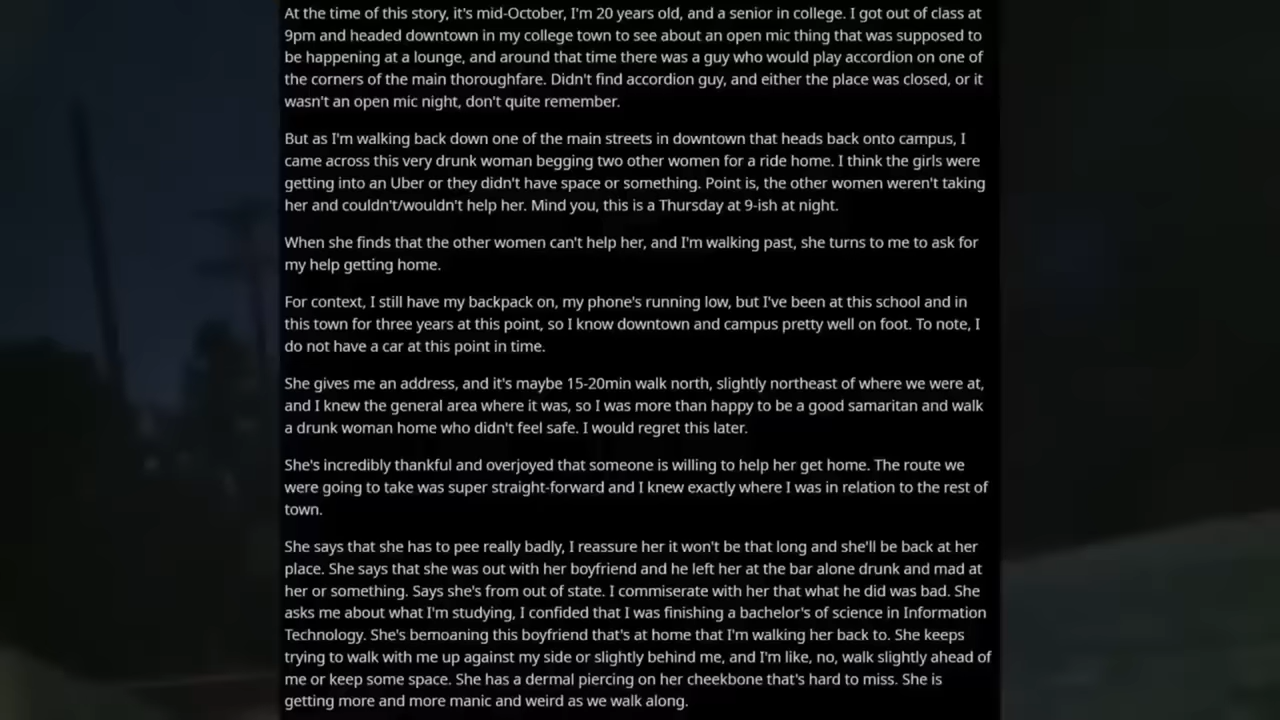 At the time of this story, it's mid-October, I'm 20 years old, and a senior in college. I got out of class at
9pm and headed downtown in my college town to see about an open mic thing that was supposed to
be happening at a lounge, and around that time there was a guy who would play accordion on one of
the corners of the main thoroughfare. Didn't find accordion guy, and either the place was closed, or it
wasn't an open mic night, don't quite remember.
But as I'm walking back down one of the main streets in downtown that heads back onto campus, I
came across this very drunk woman begging two other women for a ride home. I think the girls were
getting into an Uber or they didn't have space or something. Point is, the other women weren't taking
her and couldn't/wouldn't help her. Mind you, this is a Thursday at 9-ish at night.
When she finds that the other women can't help her, and I'm walking past, she turns to me to ask for
my help getting home.
For context, I still have my backpack on, my phone's running low, but I've been at this school and in
this town for three years at this point, so I know downtown and campus pretty well on foot. To note, I
do not have a car at this point in time.
She gives me an address, and it's maybe 15-20min walk north, slightly northeast of where we were at,
and I knew the general area where it was, so I was more than happy to be a good samaritan and walk
a drunk woman home who didn't feel safe. I would regret this later.
She's incredibly thankful and overjoyed that someone is willing to help her get home. The route we
were going to take was super straight-forward and I knew exactly where I was in relation to the rest of
town.
She says that she has to pee really badly, I reassure her it won't be that long and she'll be back at her
place. She says that she was out with her boyfriend and he left her at the bar alone drunk and mad at
her or something. Says she's from out of state. I commiserate with her that what he did was bad. She
asks me about what I'm studying, I confided that I was finishing a bachelor's of science in Information
Technology. She's bemoaning this boyfriend that's at home that I'm walking her back to. She keeps
trying to walk with me up against my side or slightly behind me, and I'm like, no, walk slightly ahead of
me or keep some space. She has a dermal piercing on her cheekbone that's hard to miss. She is
getting more and more manic and weird as we walk along.